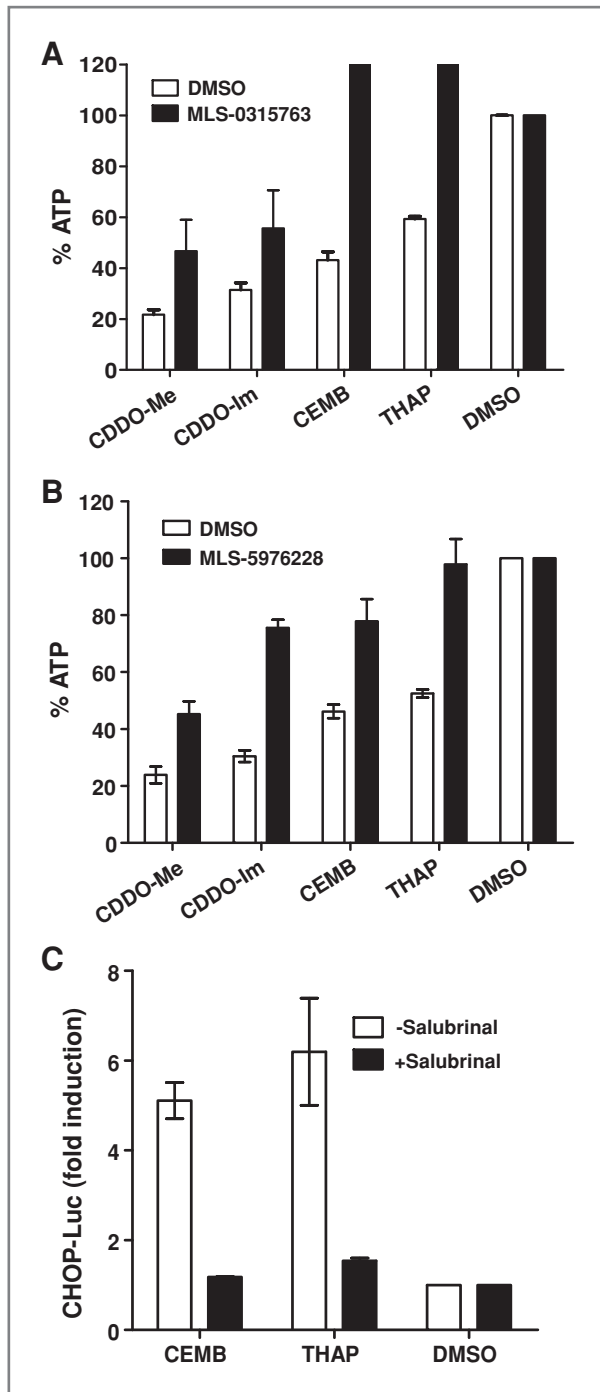 A
% ATP
120
100
80
60
40
20
0
DMSO
MLS-0315763
CDDO-Me
CDDO-Im
CEMB
THAP
DMSO
B
% ATP
120
100
80
60
40
20
0
DMSO
MLS-5976228
CDDO-Me
CDDO-Im
CEMB
THAP
DMSO
C
CHOP-Luc (fold induction)
8
6
4
2
0
-Salubrinal
+Salubrinal
CEMB
THAP
DMSO